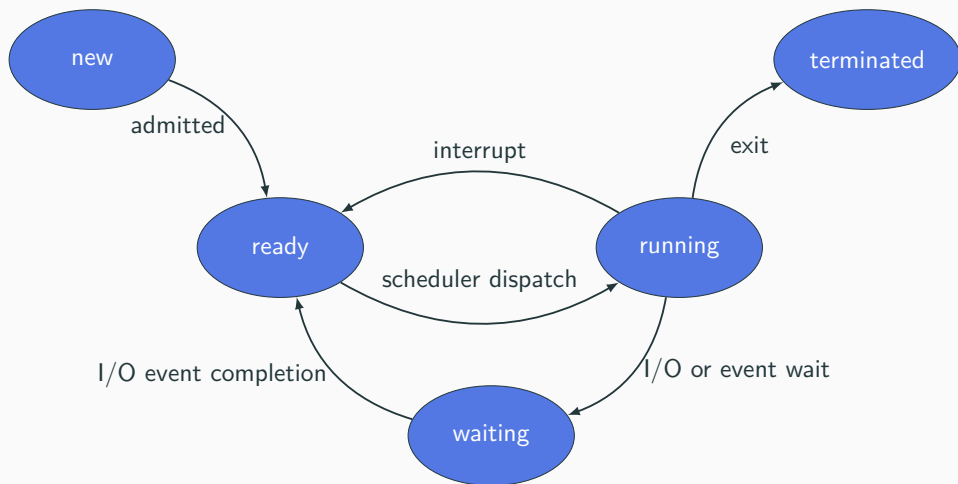 new
terminated
admitted
exit
interrupt
ready
running
scheduler dispatch
I/O event completion
I/O or event wait
waiting